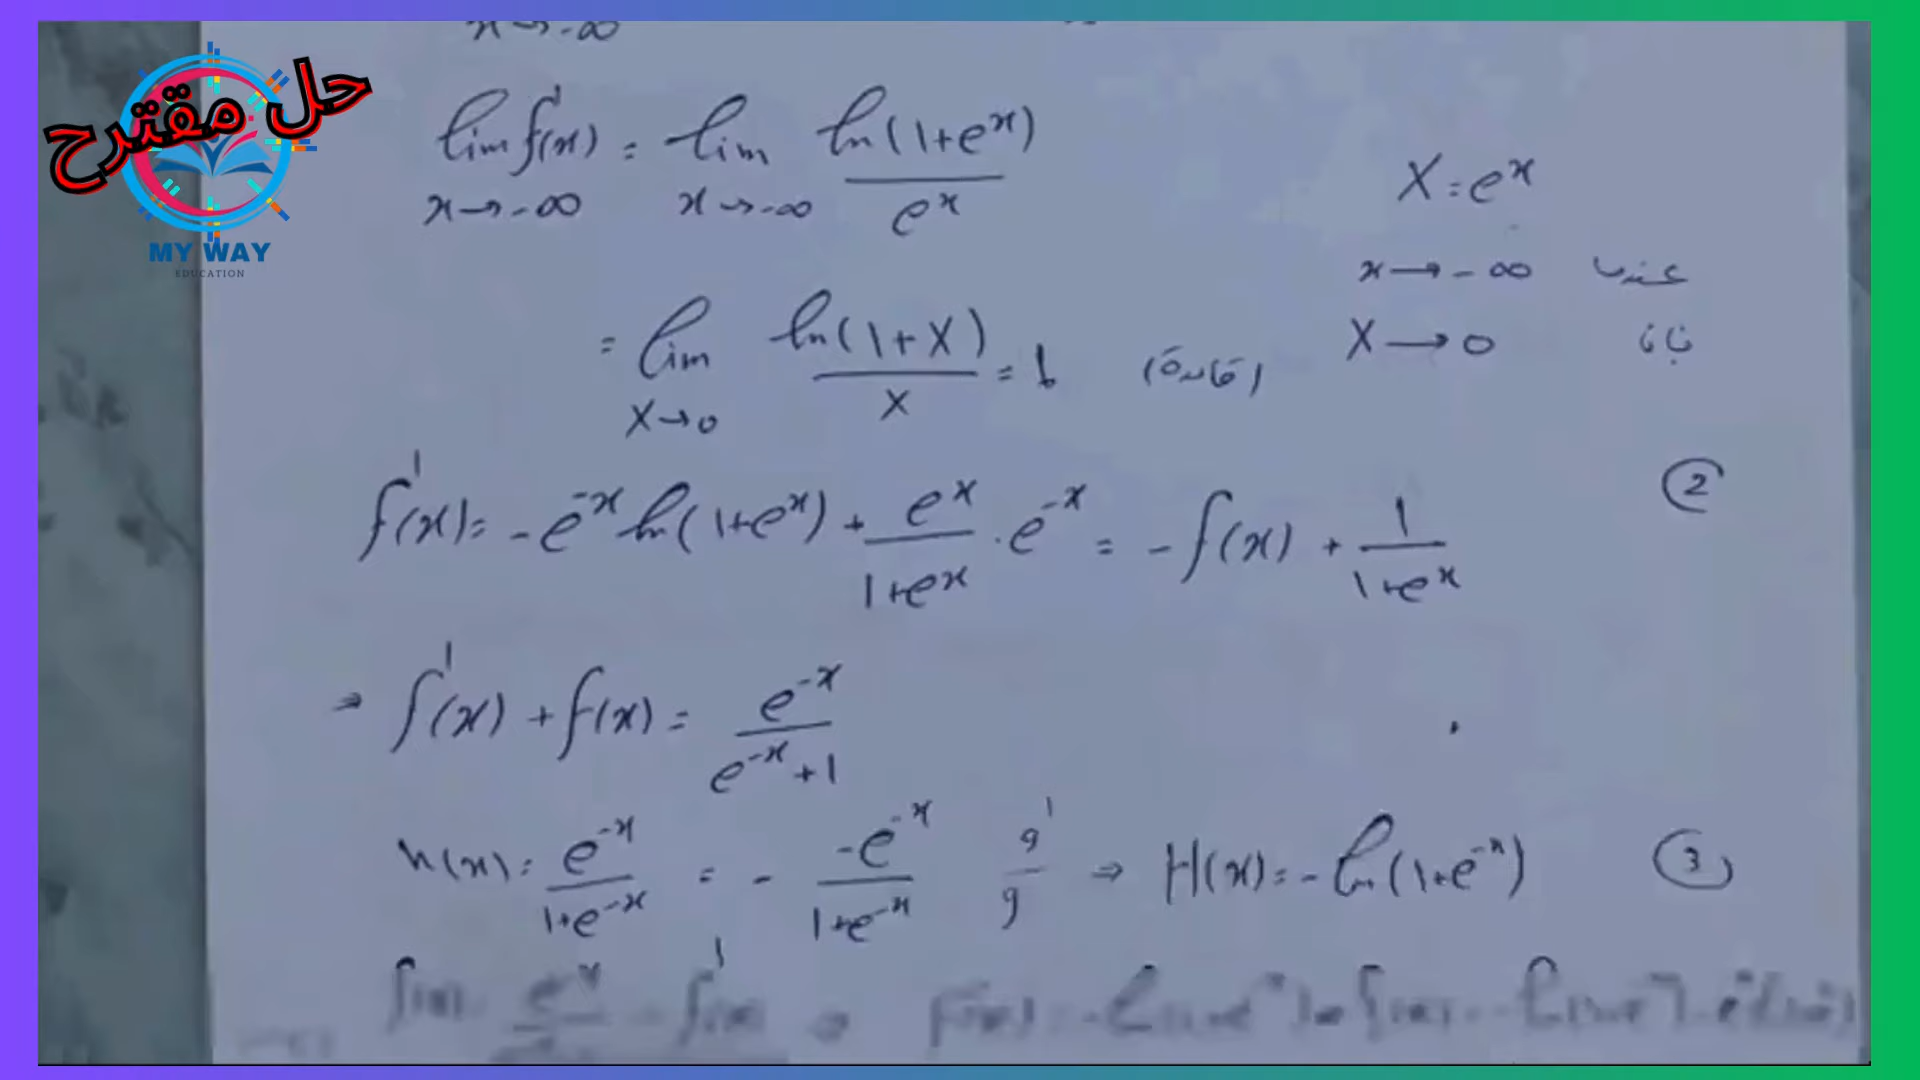 x → -∞
حل مقترح
MY WAY
EDUCATION
lim f(x) = lim ln(1+e^x) / e^x
x → -∞ x → -∞
X = e^x
عندما x → -∞
فإن X → 0
= lim ln(1+X) / X = 1 (قاعدة)
X → 0
② f'(x) = -e^-x ln(1+e^x) + e^x / 1+e^x . e^-x = -f(x) + 1 / 1+e^x
⇒ f'(x) + f(x) = e^-x / e^-x + 1
③ h(x) = e^-x / 1+e^-x = - -e^-x / 1+e^-x g' / g ⇒ H(x) = -ln(1+e^-x)